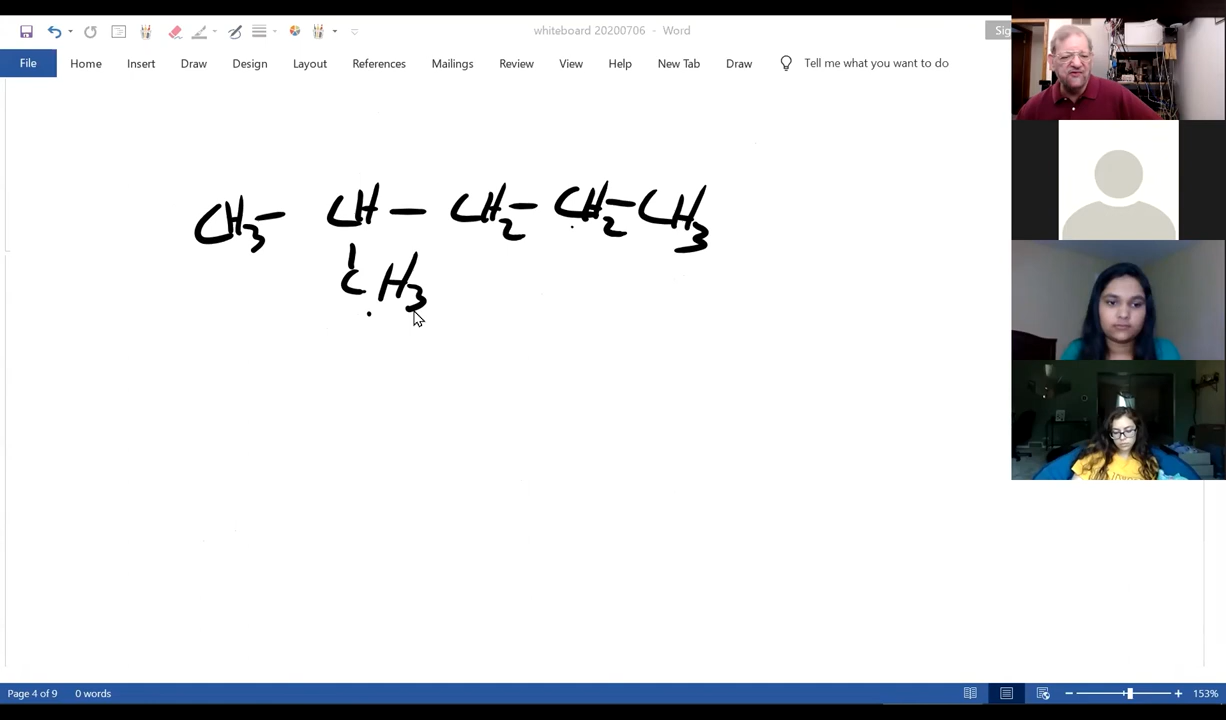 whiteboard 20200706 - Word
File Home Insert Draw Design Layout References Mailings Review View Help New Tab Draw Tell me what you want to do
CH3 - CH - CH2 - CH2 - CH3
CH3
Page 4 of 9 0 words 153%